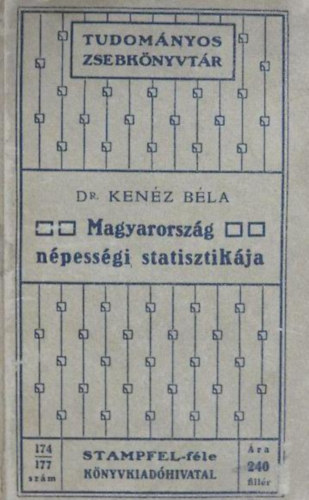 TUDOMÁNYOS
ZSEBKÖNYVTÁR
DR. KENÉZ BÉLA
Magyarország
népességi statisztikája
174
177
szám
STAMPFEL-féle
KÖNYVKIADÓHIVATAL
Ára
240
fillér